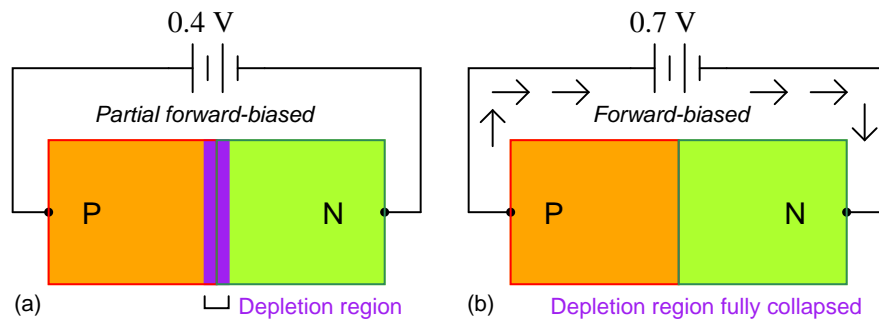 0.4 V
Partial forward-biased
P
N
(a)
Depletion region
0.7 V
Forward-biased
P
N
(b)
Depletion region fully collapsed